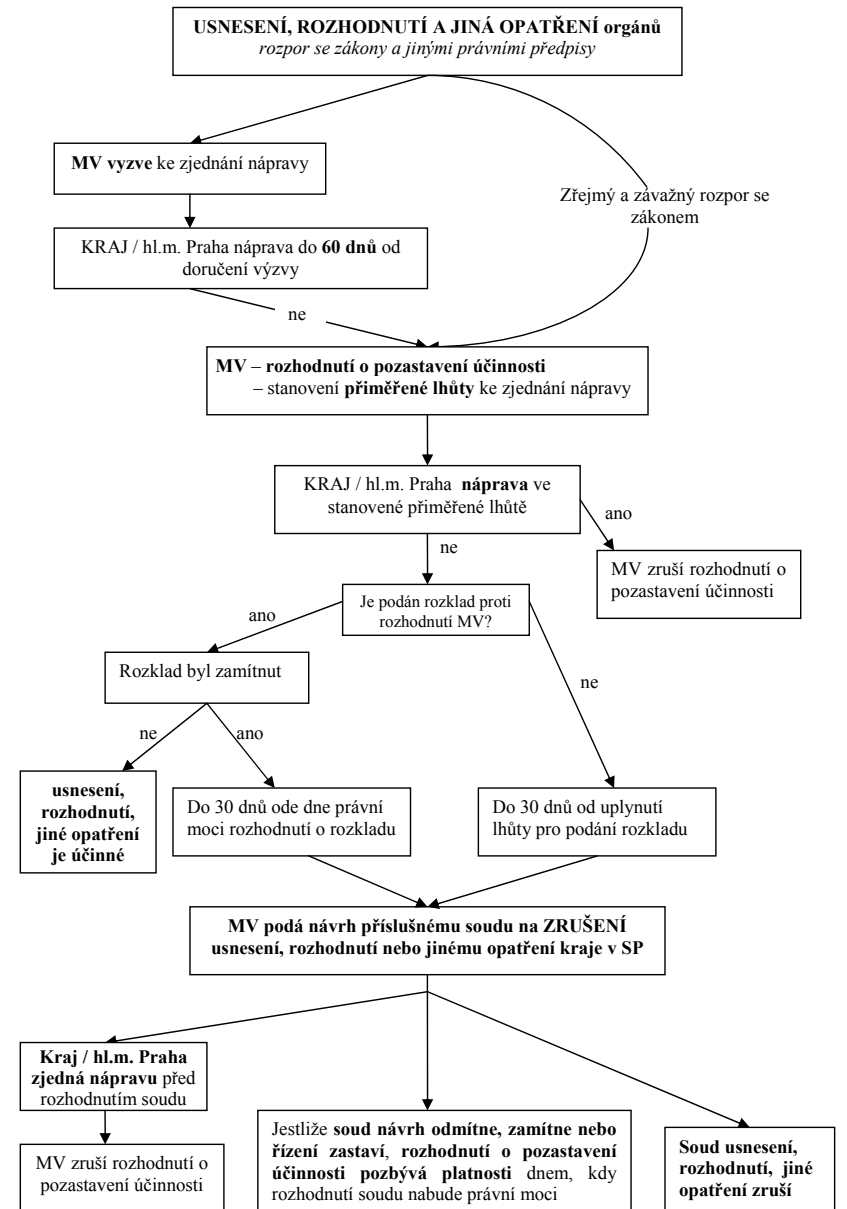 USNESENÍ, ROZHODNUTÍ A JINÁ OPATŘENÍ orgánů
rozpor se zákony a jinými právními předpisy
MV vyzve ke zjednání nápravy
Zřejmý a závažný rozpor se
zákonem
KRAJ / hl.m. Praha náprava do 60 dnů od
doručení výzvy
ne
MV – rozhodnutí o pozastavení účinnosti
– stanovení přiměřené lhůty ke zjednání nápravy
KRAJ / hl.m. Praha náprava ve
stanovené přiměřené lhůtě
ano
ne
MV zruší rozhodnutí o
pozastavení účinnosti
Je podán rozklad proti
rozhodnutí MV?
ano
Rozklad byl zamítnut
ne
ne
ano
usnesení,
rozhodnutí,
jiné opatření
je účinné
Do 30 dnů ode dne právní
moci rozhodnutí o rozkladu
Do 30 dnů od uplynutí
lhůty pro podání rozkladu
MV podá návrh příslušnému soudu na ZRUŠENÍ
usnesení, rozhodnutí nebo jinému opatření kraje v SP
Kraj / hl.m. Praha
zjedná nápravu před
rozhodnutím soudu
MV zruší rozhodnutí o
pozastavení účinnosti
Jestliže soud návrh odmítne, zamítne nebo
řízení zastaví, rozhodnutí o pozastavení
účinnosti pozbývá platnosti dnem, kdy
rozhodnutí soudu nabude právní moci
Soud usnesení,
rozhodnutí, jiné
opatření zruší